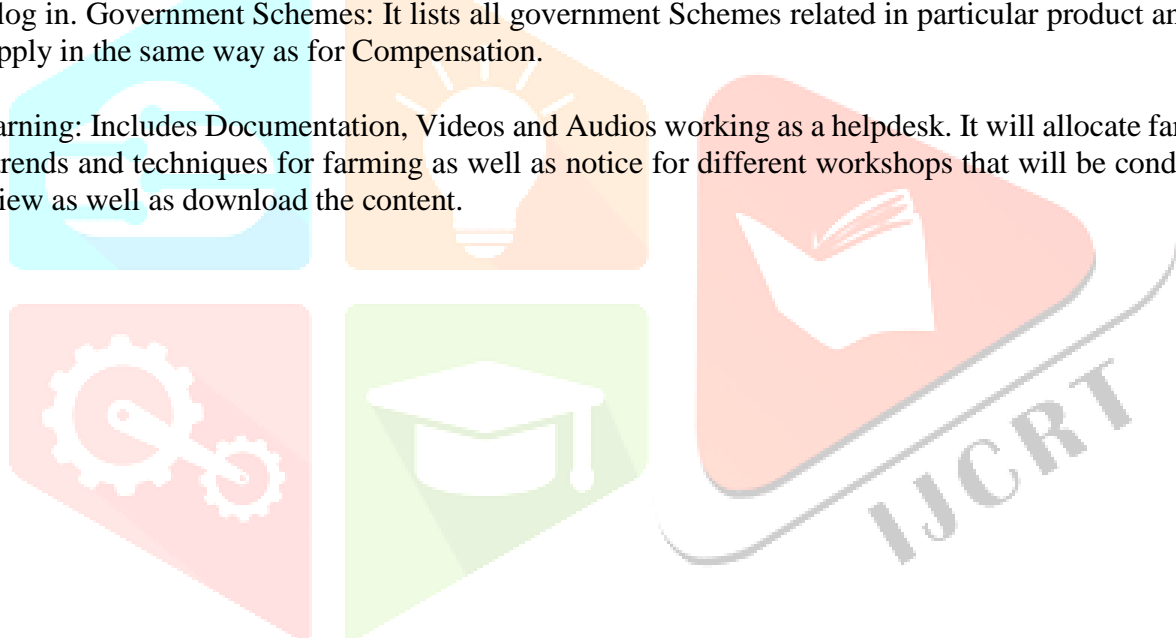 log in. Government Schemes: It lists all government Schemes related in particular product an
pply in the same way as for Compensation.
arning: Includes Documentation, Videos and Audios working as a helpdesk. It will allocate far
rends and techniques for farming as well as notice for different workshops that will be cond
iew as well as download the content.
IJCRT